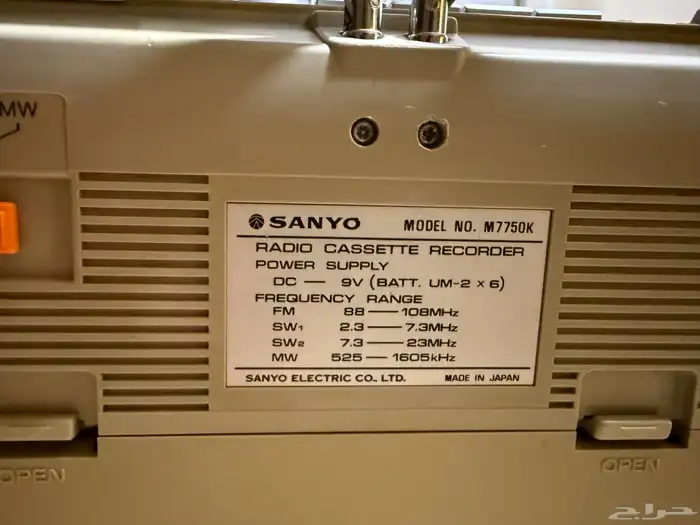 MW
SANYO MODEL NO. M7750K
RADIO CASSETTE RECORDER
POWER SUPPLY
DC — 9V (BATT. UM-2 × 6)
FREQUENCY RANGE
FM 88 — 108MHz
SW1 2.3 — 7.3MHz
SW2 7.3 — 23MHz
MW 525 — 1605kHz
SANYO ELECTRIC CO., LTD. MADE IN JAPAN
OPEN
OPEN
حراج